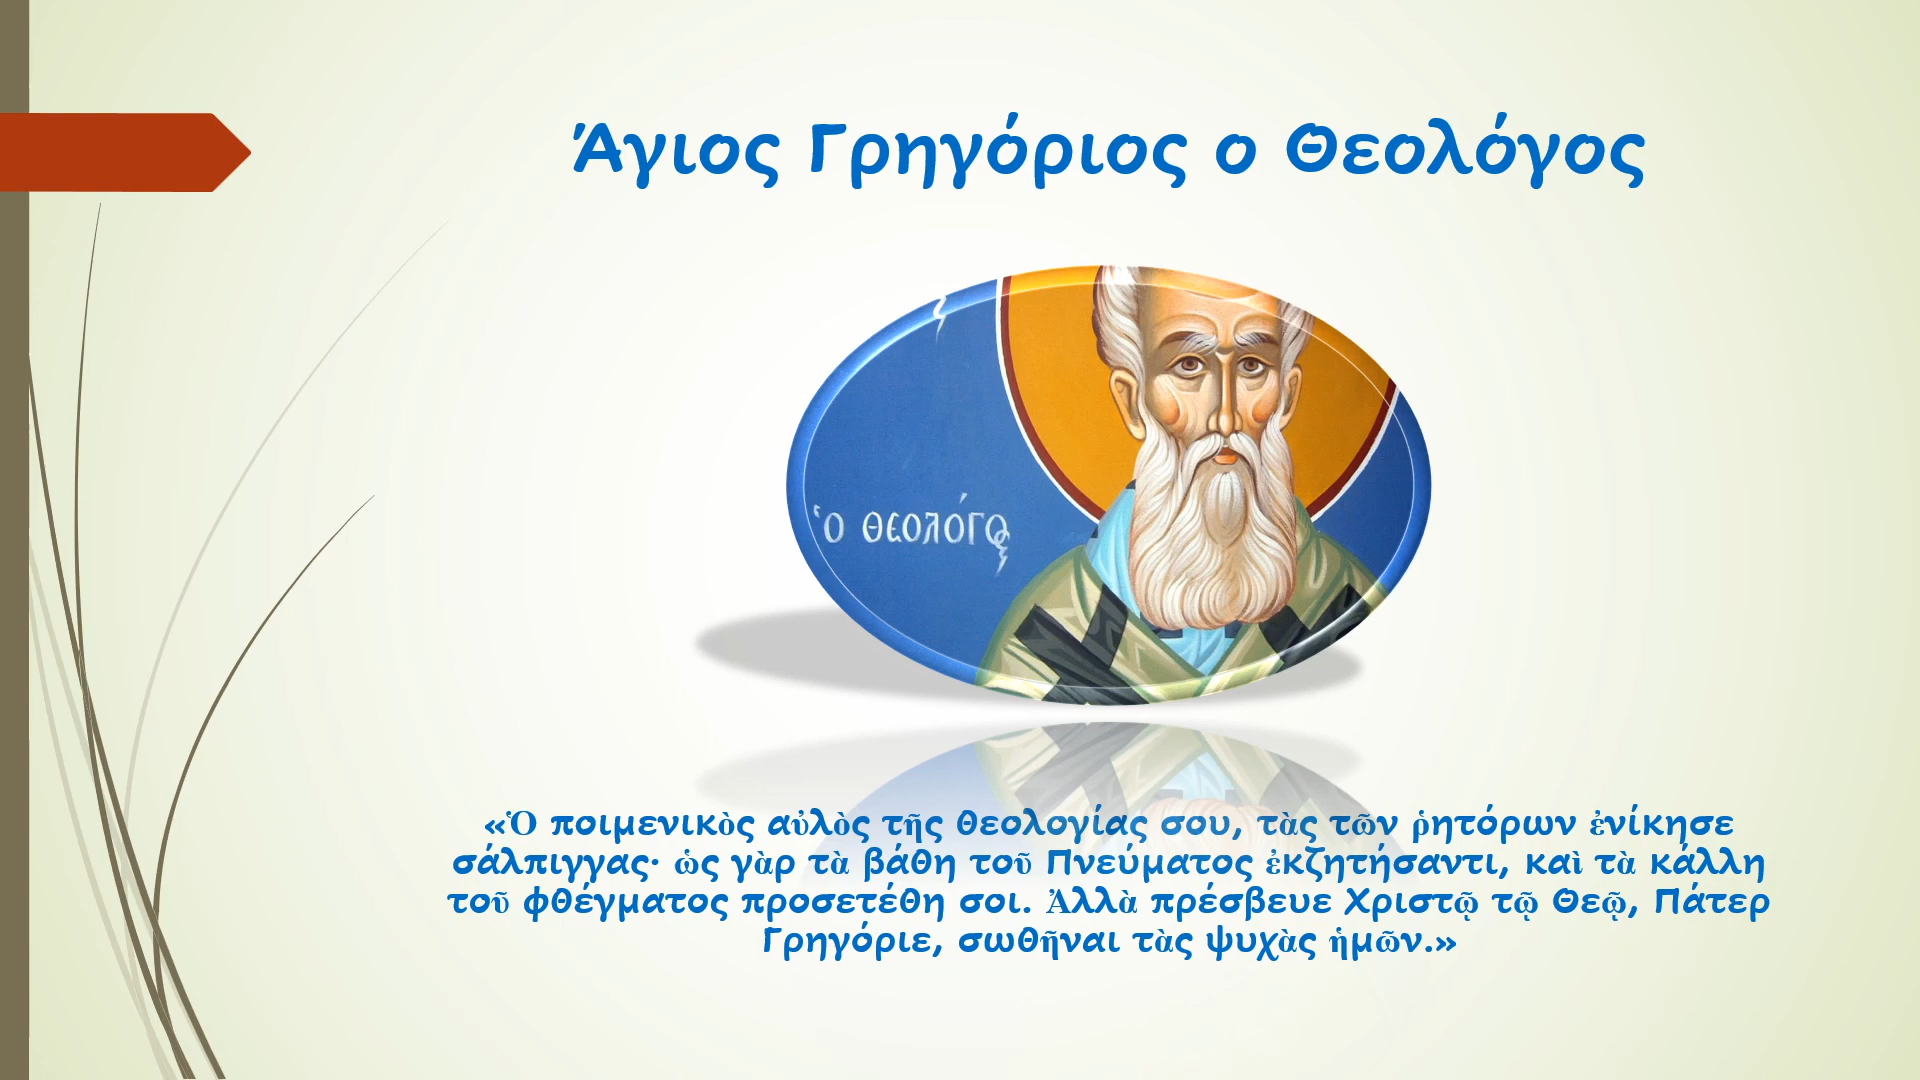 Άγιος Γρηγόριος ο Θεολόγος
ὁ ΘΕΟΛΌΓΟς
«Ὁ ποιμενικὸς αὐλὸς τῆς θεολογίας σου, τὰς τῶν ῥητόρων ἐνίκησε
σάλπιγγας· ὡς γὰρ τὰ βάθη τοῦ Πνεύματος ἐκζητήσαντι, καὶ τὰ κάλλη
τοῦ φθέγματος προσετέθη σοι. Ἀλλὰ πρέσβευε Χριστῷ τῷ Θεῷ, Πάτερ
Γρηγόριε, σωθῆναι τὰς ψυχὰς ἡμῶν.»